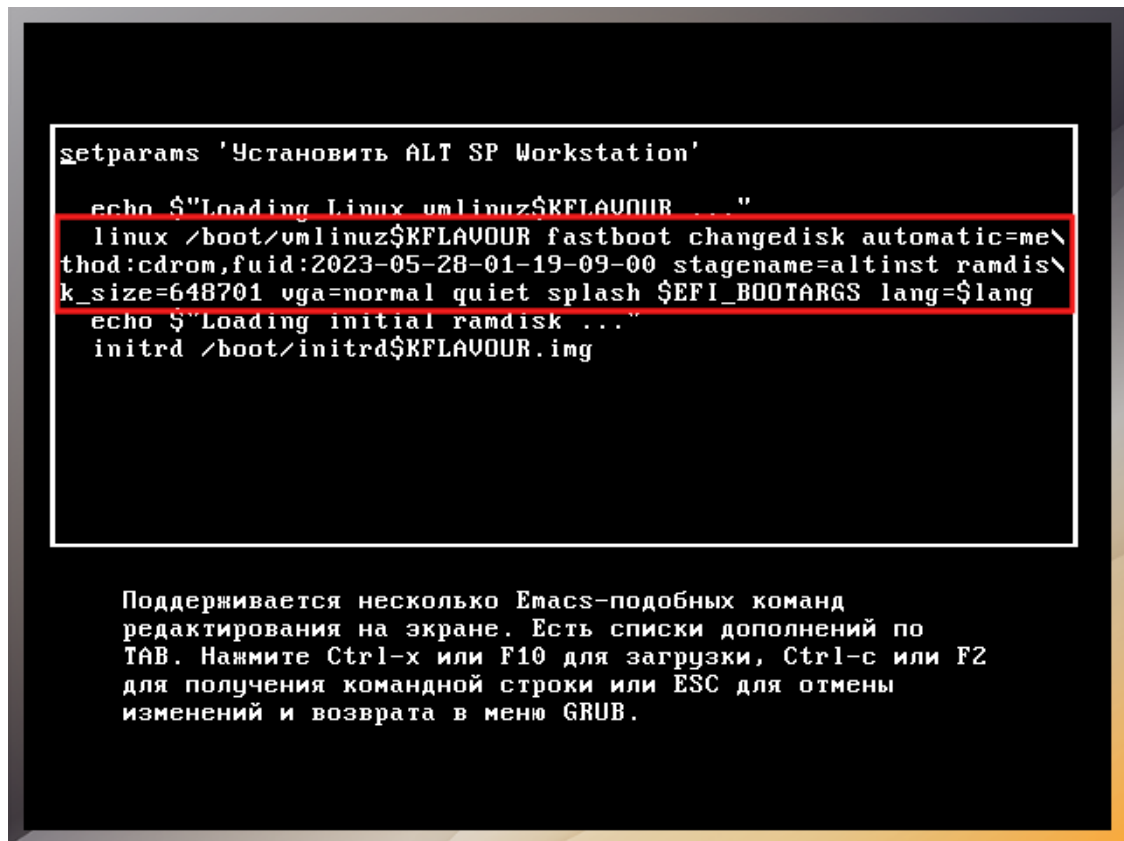 setparams 'Установить ALT SP Workstation'
echo $"Loading Linux vmlinuz$KFLAVOUR ..."
linux /boot/vmlinuz$KFLAVOUR fastboot changedisk automatic=me\
thod:cdrom,fuid:2023-05-28-01-19-09-00 stagename=altinst ramdis\
k_size=648701 vga=normal quiet splash $EFI_BOOTARGS lang=$lang
echo $"Loading initial ramdisk ..."
initrd /boot/initrd$KFLAVOUR.img
Поддерживается несколько Emacs-подобных команд
редактирования на экране. Есть списки дополнений по
TAB. Нажмите Ctrl-x или F10 для загрузки, Ctrl-c или F2
для получения командной строки или ESC для отмены
изменений и возврата в меню GRUB.